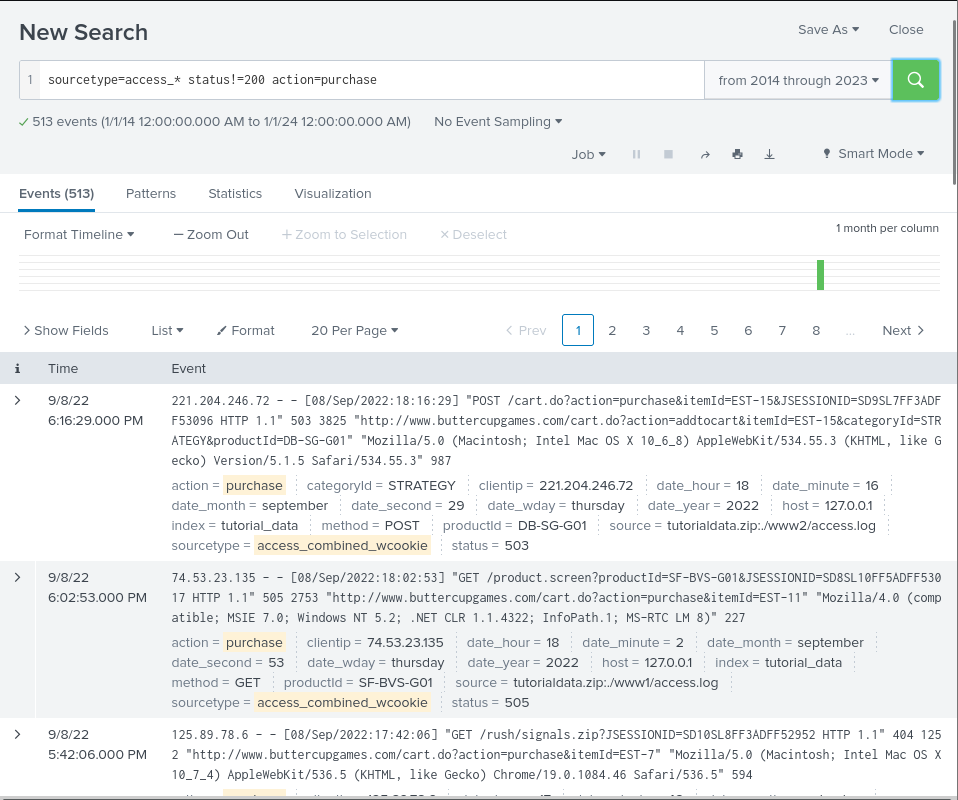 New Search
Save As
Close
1 sourcetype=access_* status!=200 action=purchase
from 2014 through 2023
513 events (1/1/14 12:00:00.000 AM to 1/1/24 12:00:00.000 AM)
No Event Sampling
Job
Smart Mode
Events (513) Patterns Statistics Visualization
Format Timeline — Zoom Out + Zoom to Selection × Deselect
1 month per column
> Show Fields List Format 20 Per Page
< Prev 1 2 3 4 5 6 7 8 ... Next >
i Time Event
9/8/22
6:16:29.000 PM
221.204.246.72 - - [08/Sep/2022:18:16:29] "POST /cart.do?action=purchase&itemId=EST-15&JSESSIONID=SD9SL7FF3ADF
F53096 HTTP 1.1" 503 3825 "http://www.buttercupgames.com/cart.do?action=addtocart&itemId=EST-15&categoryId=STR
ATEGY&productId=DB-SG-G01" "Mozilla/5.0 (Macintosh; Intel Mac OS X 10_6_8) AppleWebKit/534.55.3 (KHTML, like G
ecko) Version/5.1.5 Safari/534.55.3" 987
action = purchase categoryId = STRATEGY clientip = 221.204.246.72 date_hour = 18 date_minute = 16
date_month = september date_second = 29 date_wday = thursday date_year = 2022 host = 127.0.0.1
index = tutorial_data method = POST productId = DB-SG-G01 source = tutorialdata.zip:./www2/access.log
sourcetype = access_combined_wcookie status = 503
9/8/22
6:02:53.000 PM
74.53.23.135 - - [08/Sep/2022:18:02:53] "GET /product.screen?productId=SF-BVS-G01&JSESSIONID=SD8SL10FF5ADFF530
17 HTTP 1.1" 505 2753 "http://www.buttercupgames.com/cart.do?action=purchase&itemId=EST-11" "Mozilla/4.0 (comp
atible; MSIE 7.0; Windows NT 5.2; .NET CLR 1.1.4322; InfoPath.1; MS-RTC LM 8)" 227
action = purchase clientip = 74.53.23.135 date_hour = 18 date_minute = 2 date_month = september
date_second = 53 date_wday = thursday date_year = 2022 host = 127.0.0.1 index = tutorial_data
method = GET productId = SF-BVS-G01 source = tutorialdata.zip:./www1/access.log
sourcetype = access_combined_wcookie status = 505
9/8/22
5:42:06.000 PM
125.89.78.6 - - [08/Sep/2022:17:42:06] "GET /rush/signals.zip?JSESSIONID=SD10SL8FF3ADFF52952 HTTP 1.1" 404 125
2 "http://www.buttercupgames.com/cart.do?action=purchase&itemId=EST-7" "Mozilla/5.0 (Macintosh; Intel Mac OS X
10_7_4) AppleWebKit/536.5 (KHTML, like Gecko) Chrome/19.0.1084.46 Safari/536.5" 594